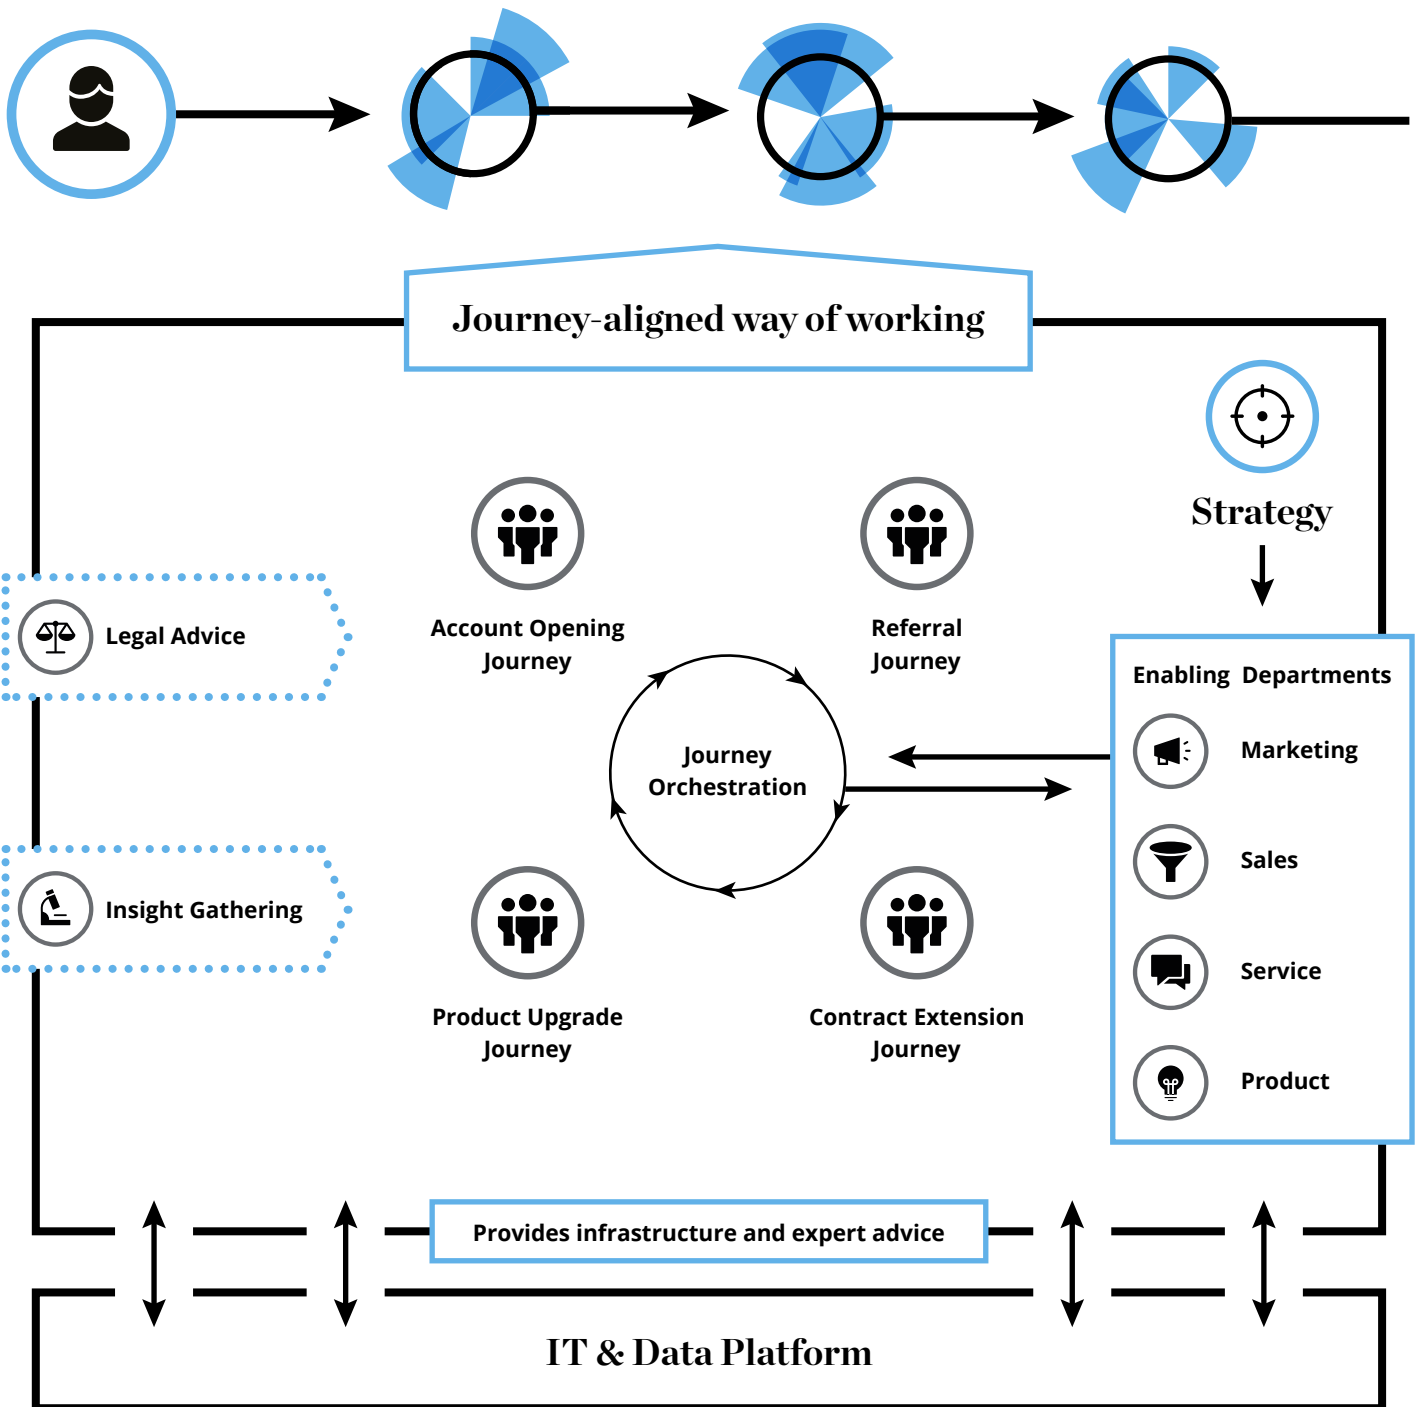 Journey-aligned way of working
Strategy
Legal Advice
Account Opening
Journey
Referral
Journey
Enabling Departments
Journey
Orchestration
Marketing
Sales
Insight Gathering
Service
Product Upgrade
Journey
Contract Extension
Journey
Product
Provides infrastructure and expert advice
IT & Data Platform